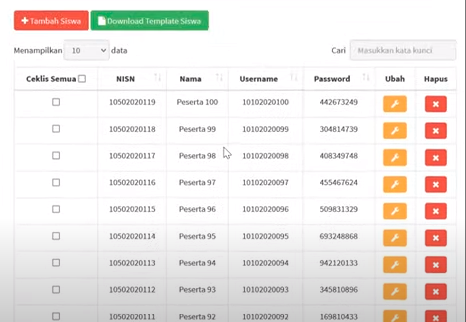 Tambah Siswa Download Template Siswa
Menampilkan 10 data Cari Masukkan kata kunci
Ceklis Semua NISN Nama Username Password Ubah Hapus
10502020119 Peserta 100 10102020100 442673249
10502020118 Peserta 99 10102020099 304814739
10502020117 Peserta 98 10102020098 408349748
10502020116 Peserta 97 10102020097 455467624
10502020115 Peserta 96 10102020096 509831329
10502020114 Peserta 95 10102020095 693248868
10502020113 Peserta 94 10102020094 942120133
10502020112 Peserta 93 10102020093 345810896
10502020111 Peserta 92 10102020092 169810433